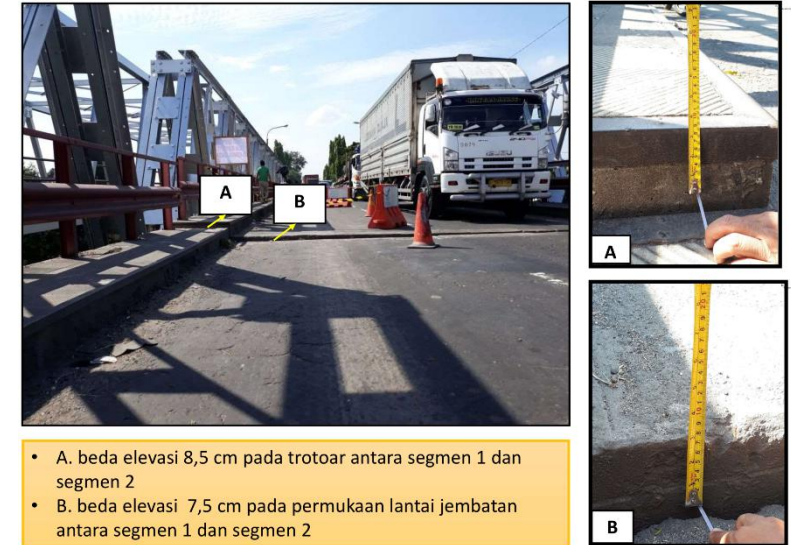 A
B
ISUZU
A
B
• A. beda elevasi 8,5 cm pada trotoar antara segmen 1 dan
segmen 2
• B. beda elevasi 7,5 cm pada permukaan lantai jembatan
antara segmen 1 dan segmen 2